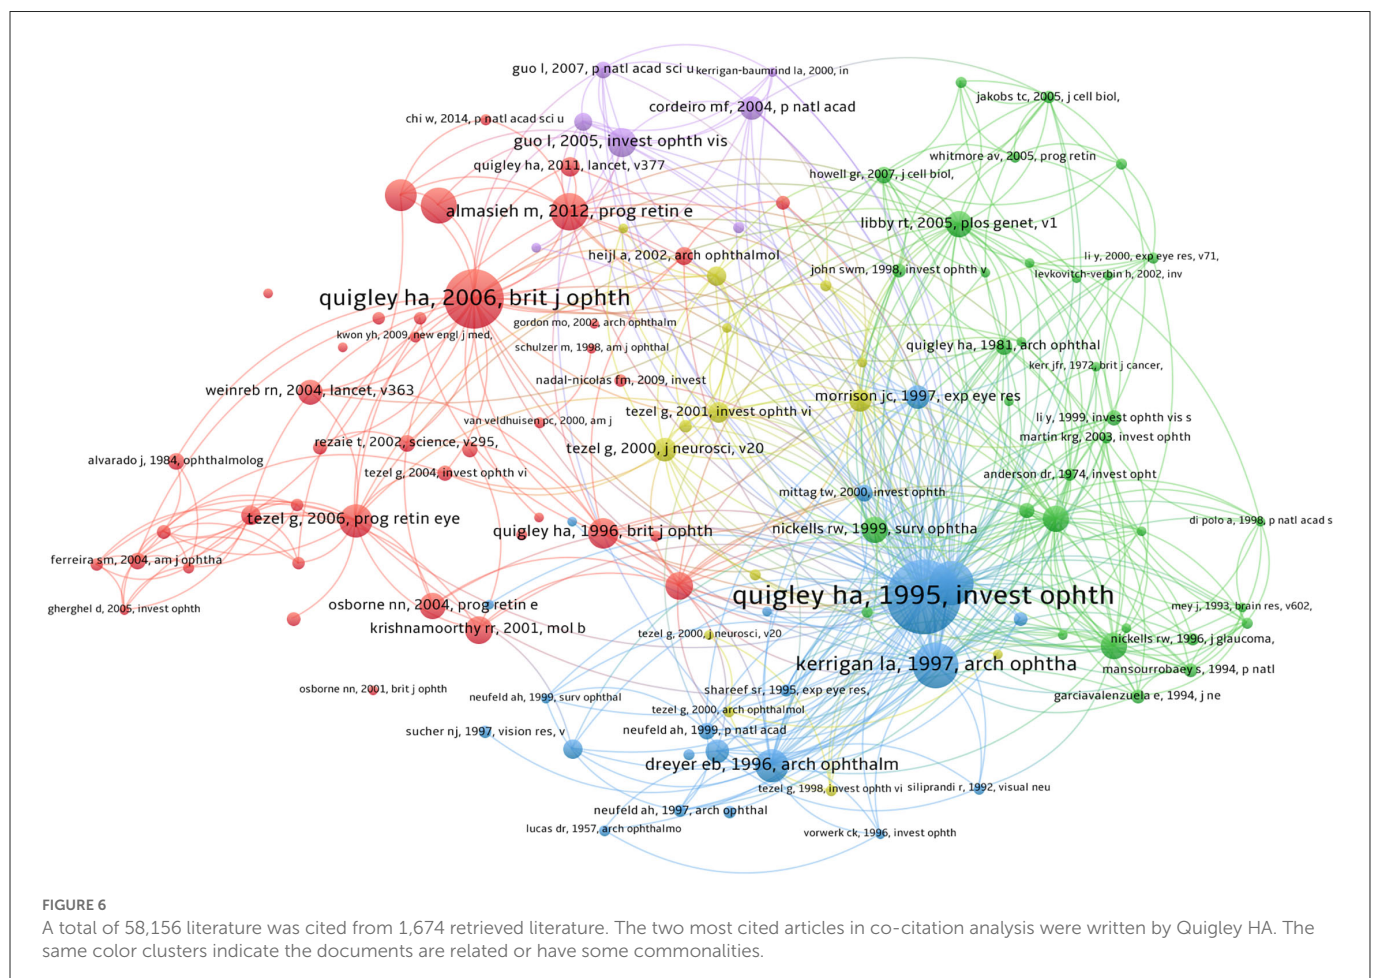 guo l, 2007, p natl acad sci u
kerrigan-baumrind la, 2000, in
jakobs tc, 2005, j cell biol,
cordeiro mf, 2004, p natl acad
chi w, 2014, p natl acad sci u
guo l, 2005, invest ophth vis
whitmore av, 2005, prog retin
quigley ha, 2011, lancet, v377
howell gr, 2007, j cell biol,
almasieh m, 2012, prog retin e
libby rt, 2005, plos genet, v1
heijl a, 2002, arch ophthalmol
li y, 2000, exp eye res, v71,
john swm, 1998, invest ophth v
levkovitch-verbin h, 2002, inv
quigley ha, 2006, brit j ophth
gordon mo, 2002, arch ophthalm
kwon yh, 2009, new engl j med,
schulzer m, 1998, am j ophthal
quigley ha, 1981, arch ophthal
kerr jfr, 1972, brit j cancer,
nadal-nicolas fm, 2009, invest
weinreb rn, 2004, lancet, v363
morrison jc, 1997, exp eye res
tezel g, 2001, invest ophth vi
li y, 1999, invest ophth vis s
van veldhuisen pc, 2000, am j
martin krg, 2003, invest ophth
rezaie t, 2002, science, v295,
tezel g, 2000, j neurosci, v20
alvarado j, 1984, ophthalmolog
tezel g, 2004, invest ophth vi
anderson dr, 1974, invest opht
mittag tw, 2000, invest ophth
tezel g, 2006, prog retin eye
di polo a, 1998, p natl acad s
quigley ha, 1996, brit j ophth
nickells rw, 1999, surv ophtha
ferreira sm, 2004, am j ophtha
quigley ha, 1995, invest ophth
gherghel d, 2005, invest ophth
osborne nn, 2004, prog retin e
mey j, 1993, brain res, v602,
krishnamoorthy rr, 2001, mol b
tezel g, 2000, j neurosci, v20
nickells rw, 1996, j glaucoma,
kerrigan la, 1997, arch ophtha
mansourrobaey s, 1994, p natl
osborne nn, 2001, brit j ophth
shareef sr, 1995, exp eye res,
neufeld ah, 1999, surv ophthal
garciavalenzuela e, 1994, j ne
tezel g, 2000, arch ophthalmol
sucher nj, 1997, vision res, v
neufeld ah, 1999, p natl acad
dreyer eb, 1996, arch ophthalm
tezel g, 1998, invest ophth vi
siliprandi r, 1992, visual neu
neufeld ah, 1997, arch ophthal
lucas dr, 1957, arch ophthalmo
vorwerk ck, 1996, invest ophth
FIGURE 6
A total of 58,156 literature was cited from 1,674 retrieved literature. The two most cited articles in co-citation analysis were written by Quigley HA. The
same color clusters indicate the documents are related or have some commonalities.